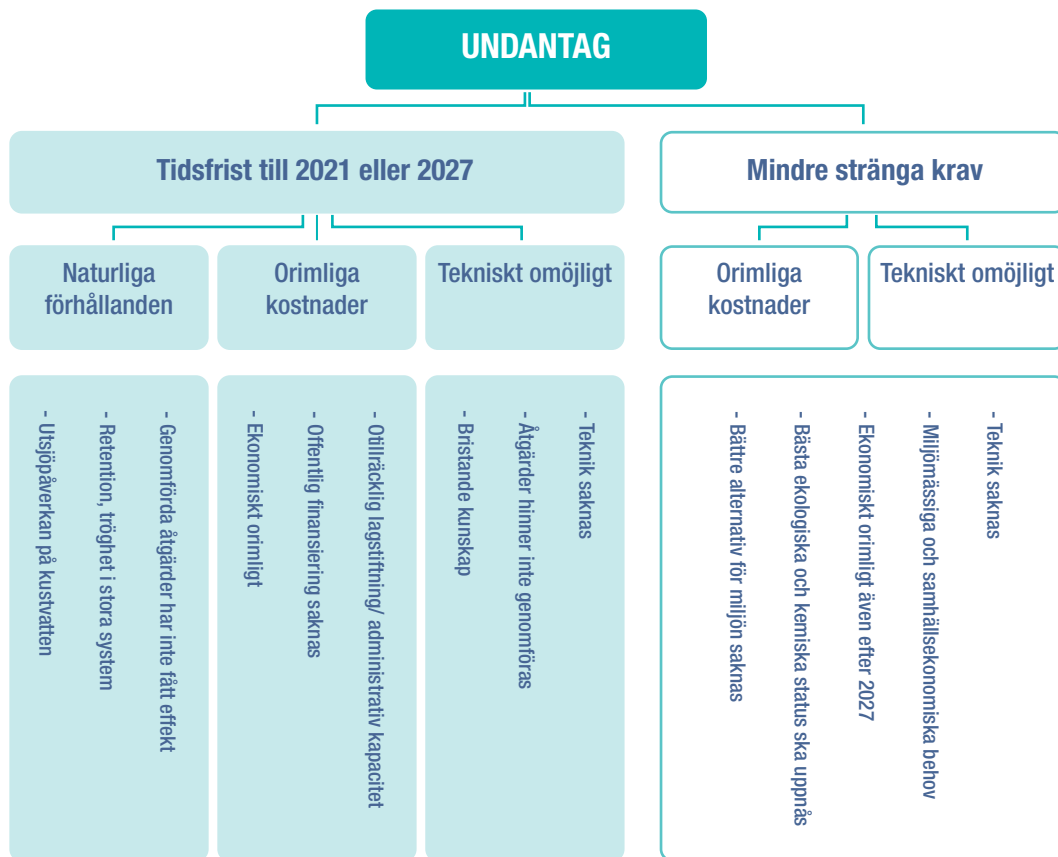 UNDANTAG
Tidsfrist till 2021 eller 2027
Mindre stränga krav
Naturliga
förhållanden
Orimliga
kostnader
Tekniskt omöjligt
Orimliga
kostnader
Tekniskt omöjligt
- Genomförda åtgärder har inte fått effekt
- Retention, tröghet i stora system
- Utsjöpåverkan på kustvatten
- Otillräcklig lagstiftning/ administrativ kapacitet
- Offentlig finansiering saknas
- Ekonomiskt orimligt
- Teknik saknas
- Åtgärder hinner inte genomföras
- Bristande kunskap
- Teknik saknas
- Miljömässiga och samhällsekonomiska behov
- Ekonomiskt orimligt även efter 2027
- Bästa ekologiska och kemiska status ska uppnås
- Bättre alternativ för miljön saknas